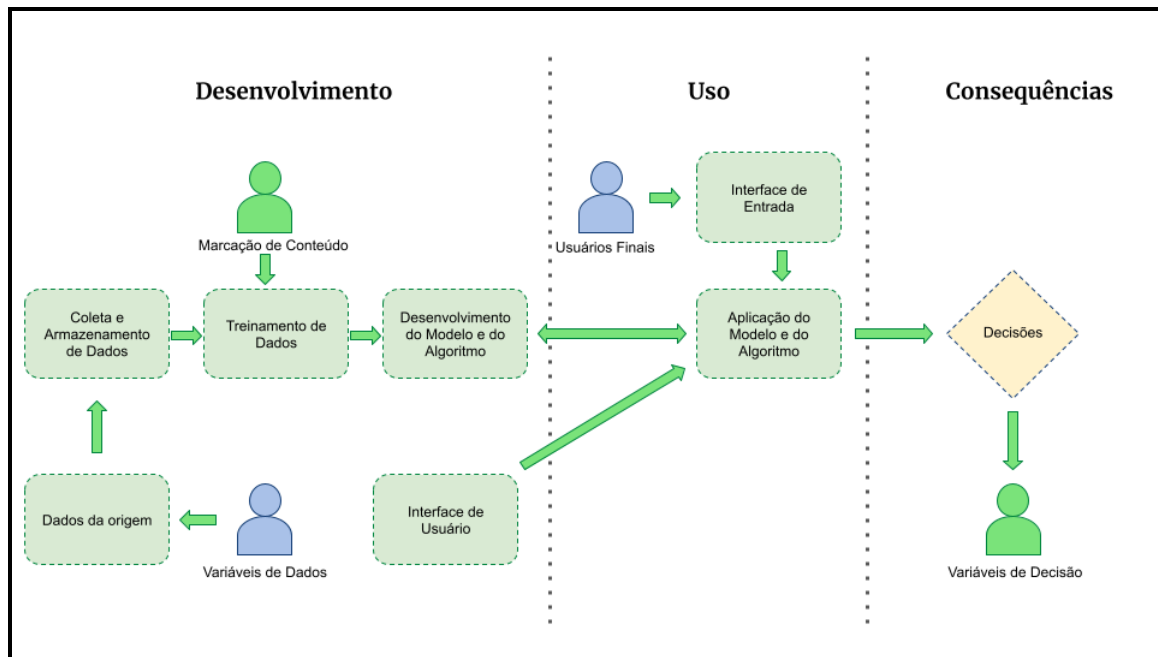 Desenvolvimento
Uso
Consequências
Marcação de Conteúdo
Usuários Finais
Interface de
Entrada
Coleta e
Armazenamento
de Dados
Treinamento de
Dados
Desenvolvimento
do Modelo e do
Algoritmo
Aplicação do
Modelo e do
Algoritmo
Decisões
Dados da origem
Variáveis de Dados
Interface de
Usuário
Variáveis de Decisão